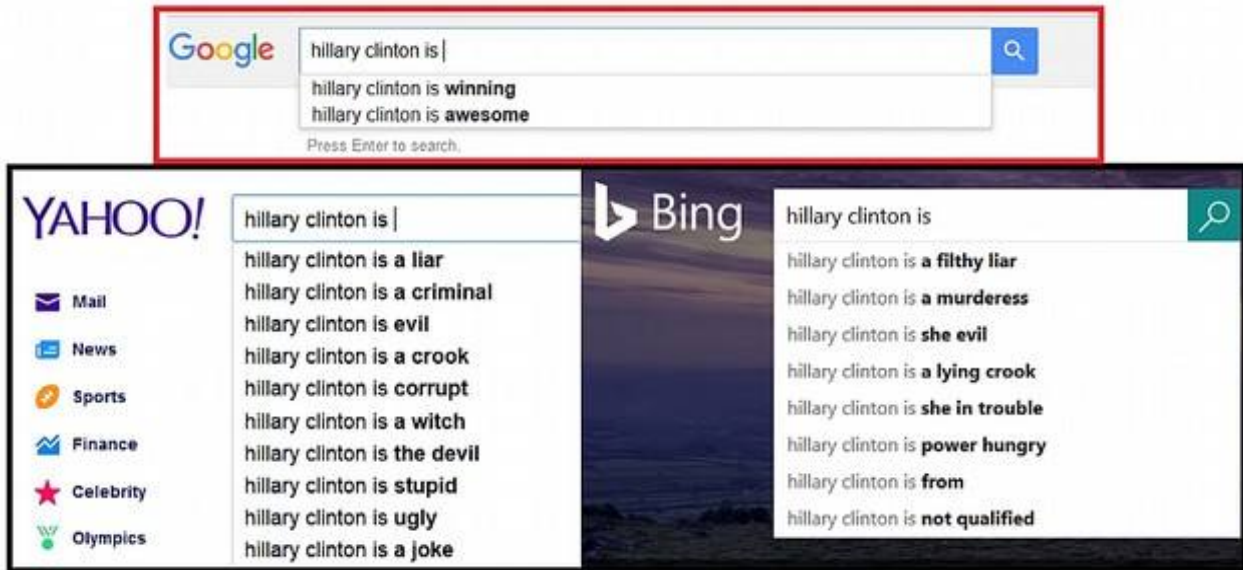 Google
hillary clinton is
hillary clinton is winning
hillary clinton is awesome
Press Enter to search.
YAHOO!
hillary clinton is
hillary clinton is a liar
hillary clinton is a criminal
hillary clinton is evil
hillary clinton is a crook
hillary clinton is corrupt
hillary clinton is a witch
hillary clinton is the devil
hillary clinton is stupid
hillary clinton is ugly
hillary clinton is a joke
Mail
News
Sports
Finance
Celebrity
Olympics
Bing
hillary clinton is
hillary clinton is a filthy liar
hillary clinton is a murderess
hillary clinton is she evil
hillary clinton is a lying crook
hillary clinton is she in trouble
hillary clinton is power hungry
hillary clinton is from
hillary clinton is not qualified